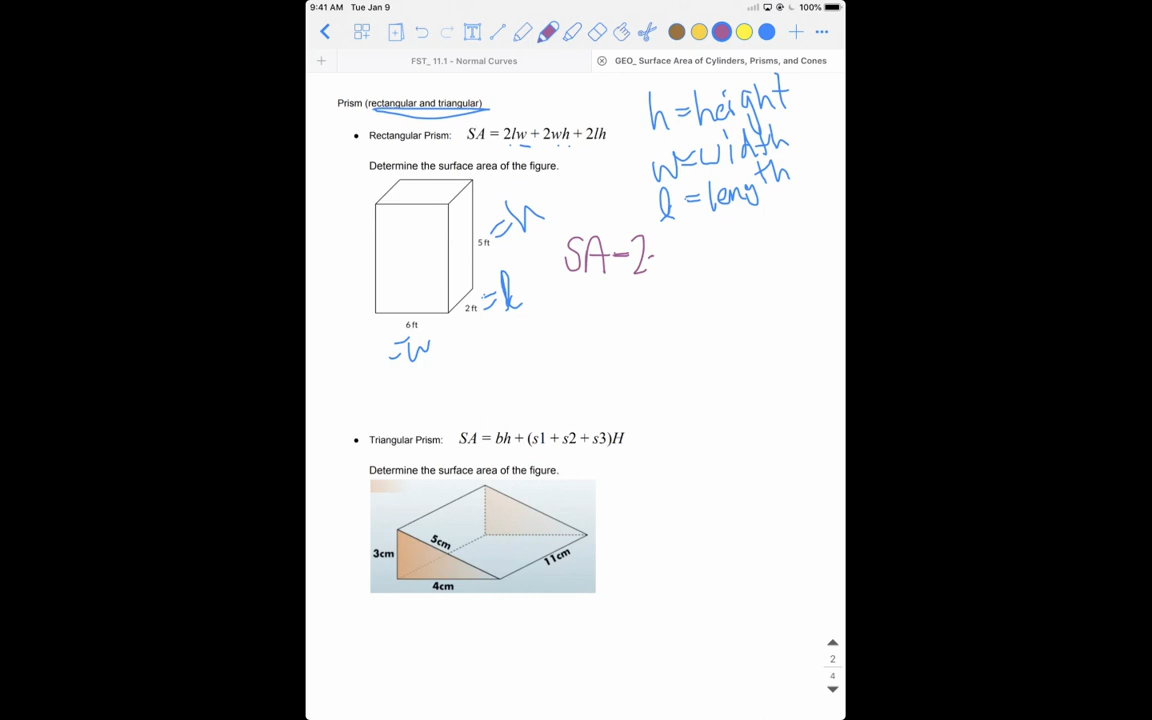 9:41 AM Tue Jan 9
100%
FST_ 11.1 - Normal Curves
GEO_ Surface Area of Cylinders, Prisms, and Cones
Prism (rectangular and triangular)
h = height
• Rectangular Prism: SA = 2lw + 2wh + 2lh
w = width
Determine the surface area of the figure.
l = length
= h
5 ft
SA = 2
= l
2 ft
6 ft
= w
• Triangular Prism: SA = bh + (s1 + s2 + s3)H
Determine the surface area of the figure.
5cm
3cm
11cm
4cm
2
4